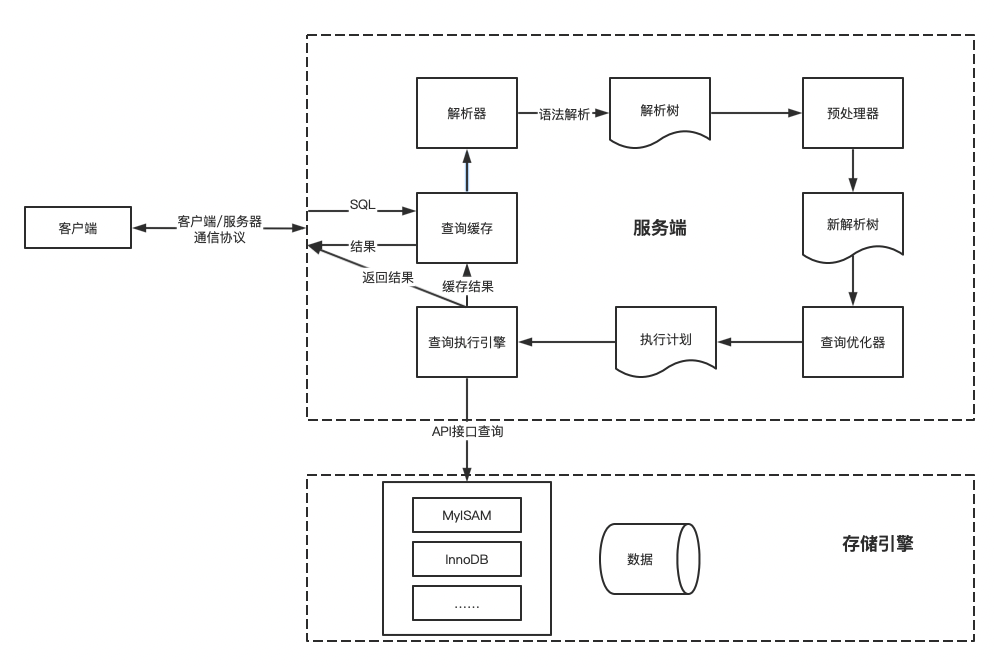 解析器
语法解析
解析树
预处理器
SQL
查询缓存
客户端
客户端/服务器
通信协议
结果
返回结果
缓存结果
服务端
新解析树
查询执行引擎
执行计划
查询优化器
API接口查询
MyISAM
InnoDB
……
数据
存储引擎